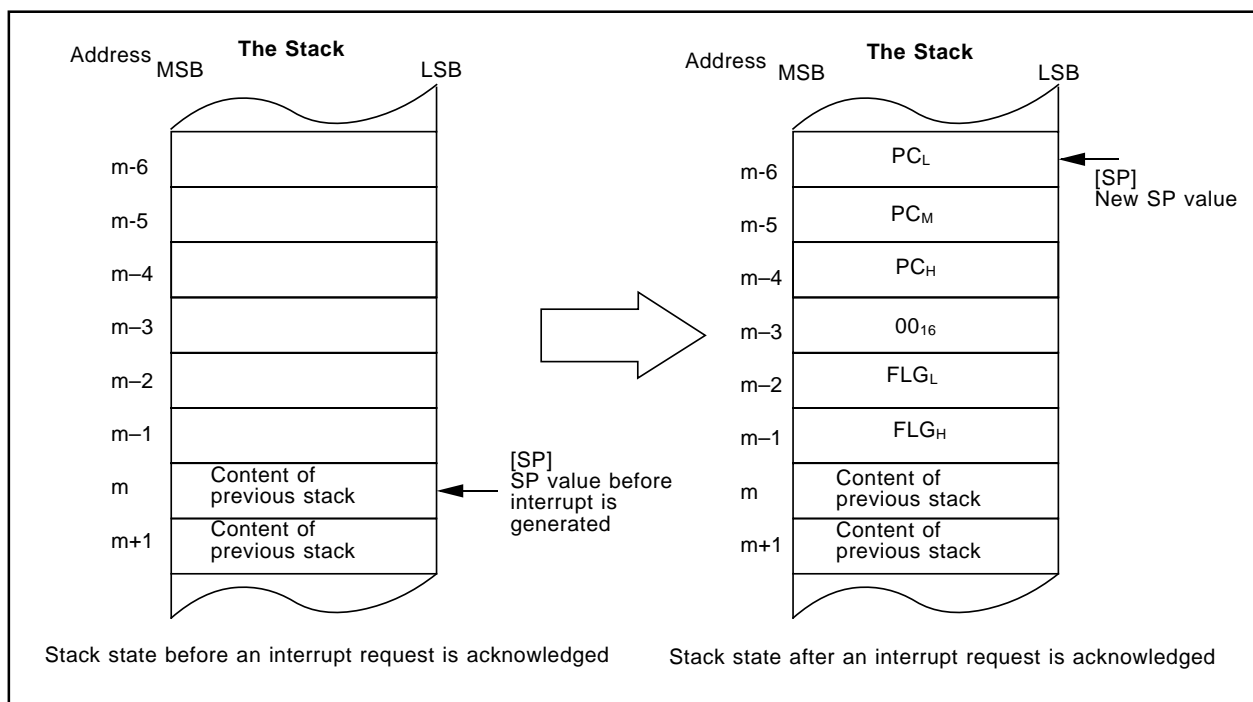 The Stack
Address
MSB
LSB
m-6
m-5
m–4
m–3
m–2
m–1
m
Content of
previous stack
m+1
Content of
previous stack
[SP]
SP value before
interrupt is
generated
Stack state before an interrupt request is acknowledged
The Stack
Address
MSB
LSB
m-6
PCL
m-5
PCM
m–4
PCH
m–3
0016
m–2
FLGL
m–1
FLGH
m
Content of
previous stack
m+1
Content of
previous stack
[SP]
New SP value
Stack state after an interrupt request is acknowledged